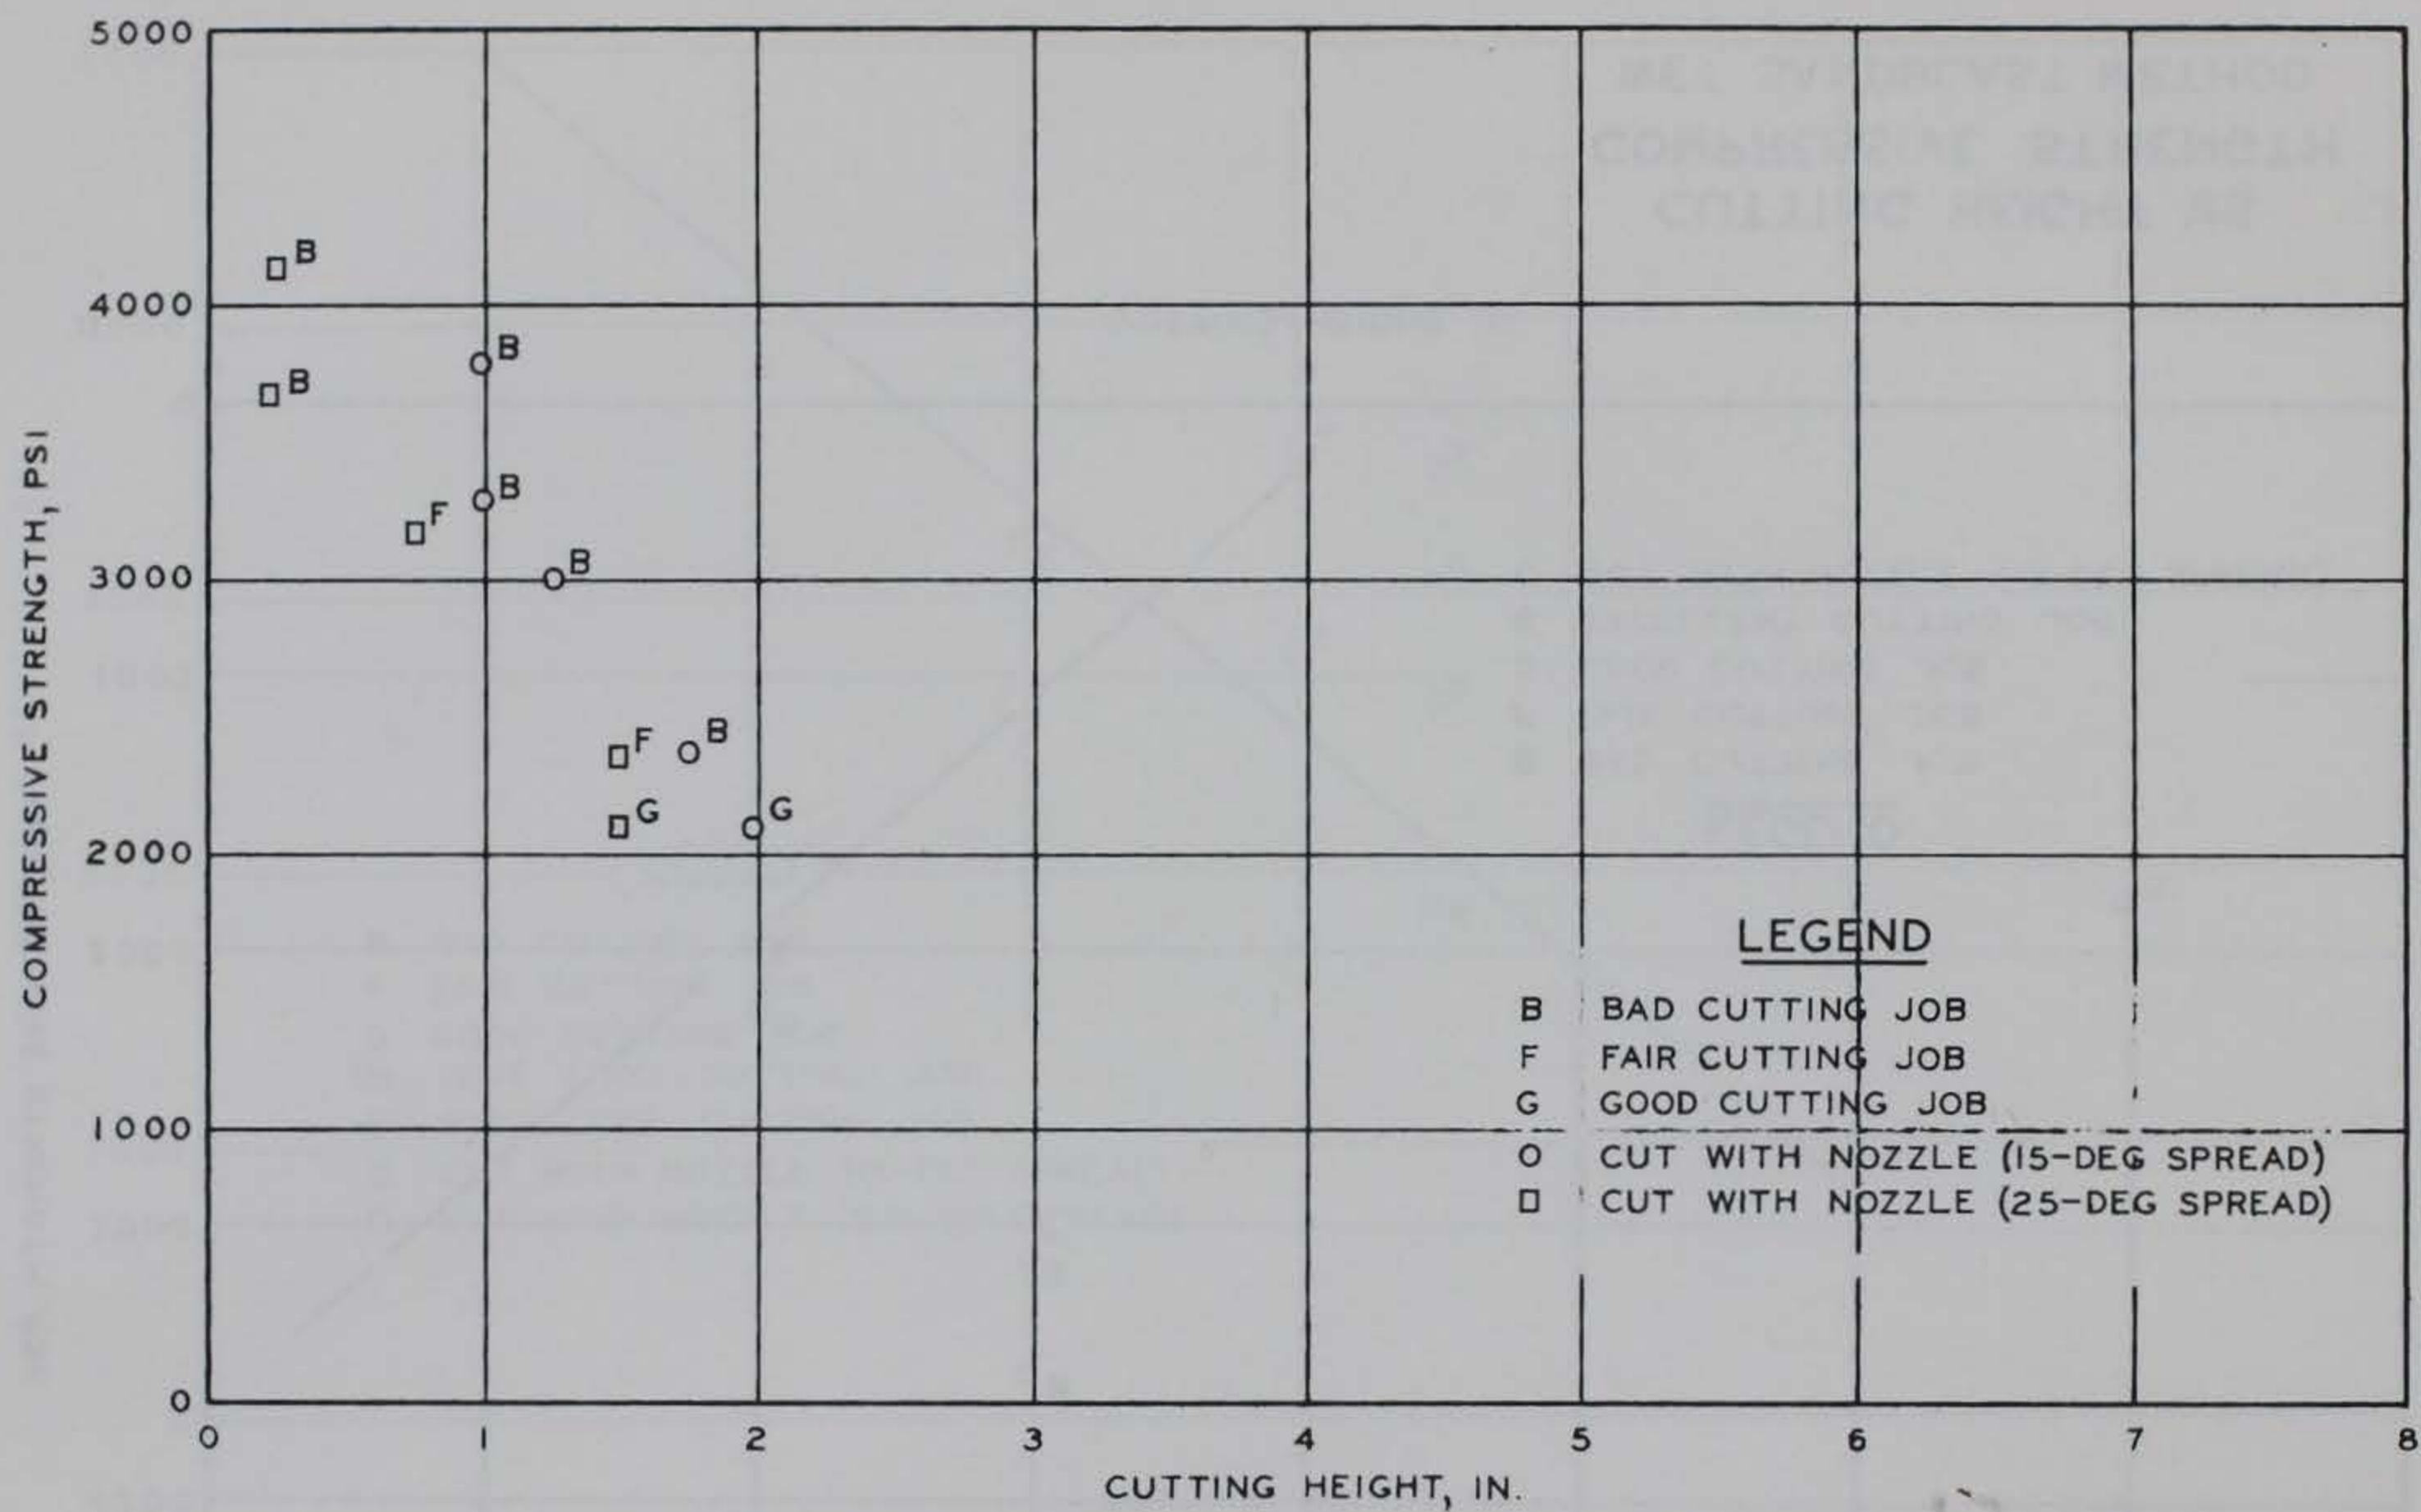 5000
4000
3000
2000
1000
0
COMPRESSIVE STRENGTH, PSI
B
B
B
B
F
B
F
B
G
G
LEGEND
B BAD CUTTING JOB
F FAIR CUTTING JOB
G GOOD CUTTING JOB
O CUT WITH NOZZLE (15-DEG SPREAD)
□ CUT WITH NOZZLE (25-DEG SPREAD)
0 1 2 3 4 5 6 7 8
CUTTING HEIGHT, IN.